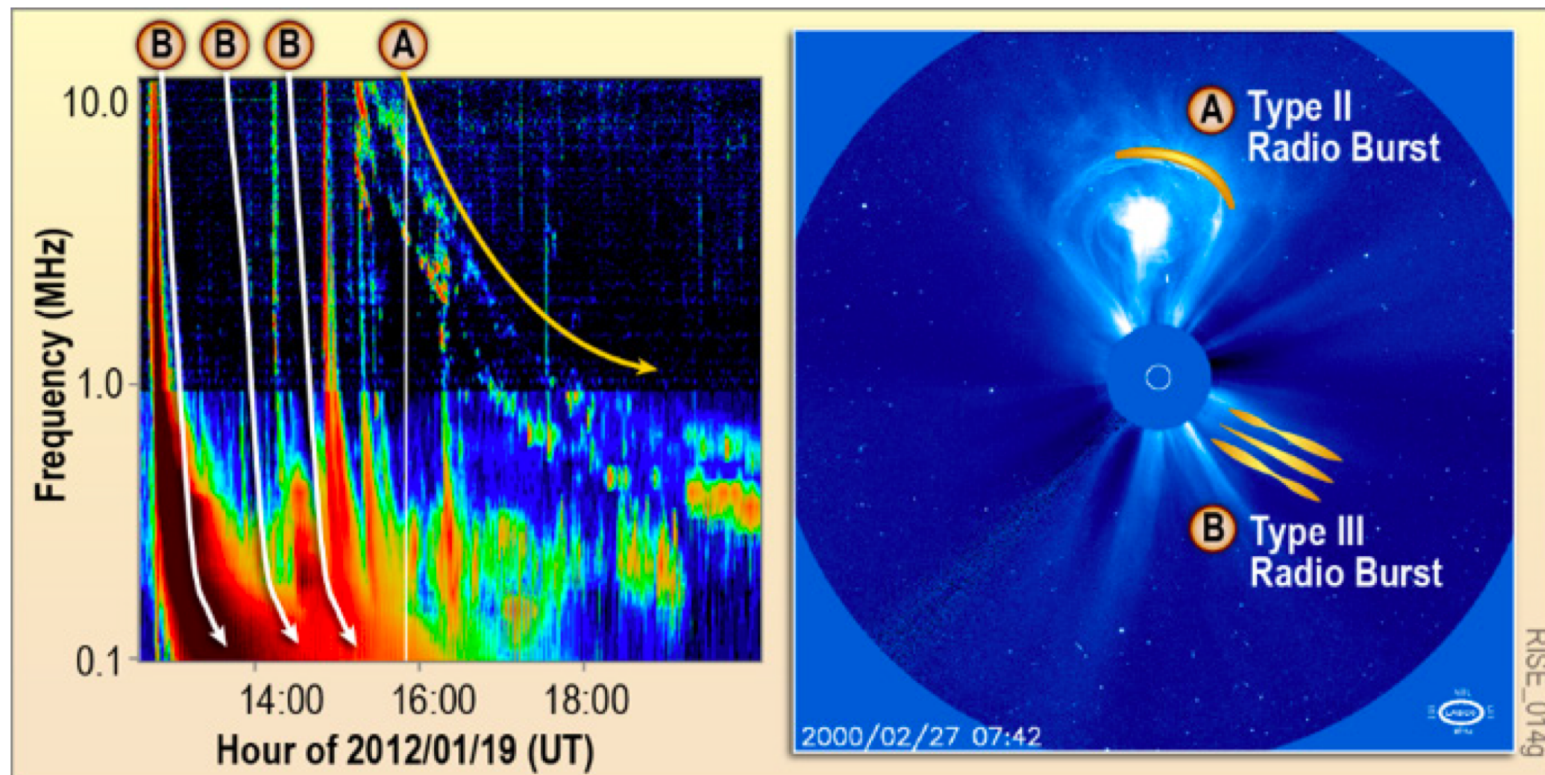 B B B A
10.0
1.0
0.1
Frequency (MHz)
14:00 16:00 18:00
Hour of 2012/01/19 (UT)
A Type II
Radio Burst
B Type III
Radio Burst
2000/02/27 07:42
LASCO
RISE_014g